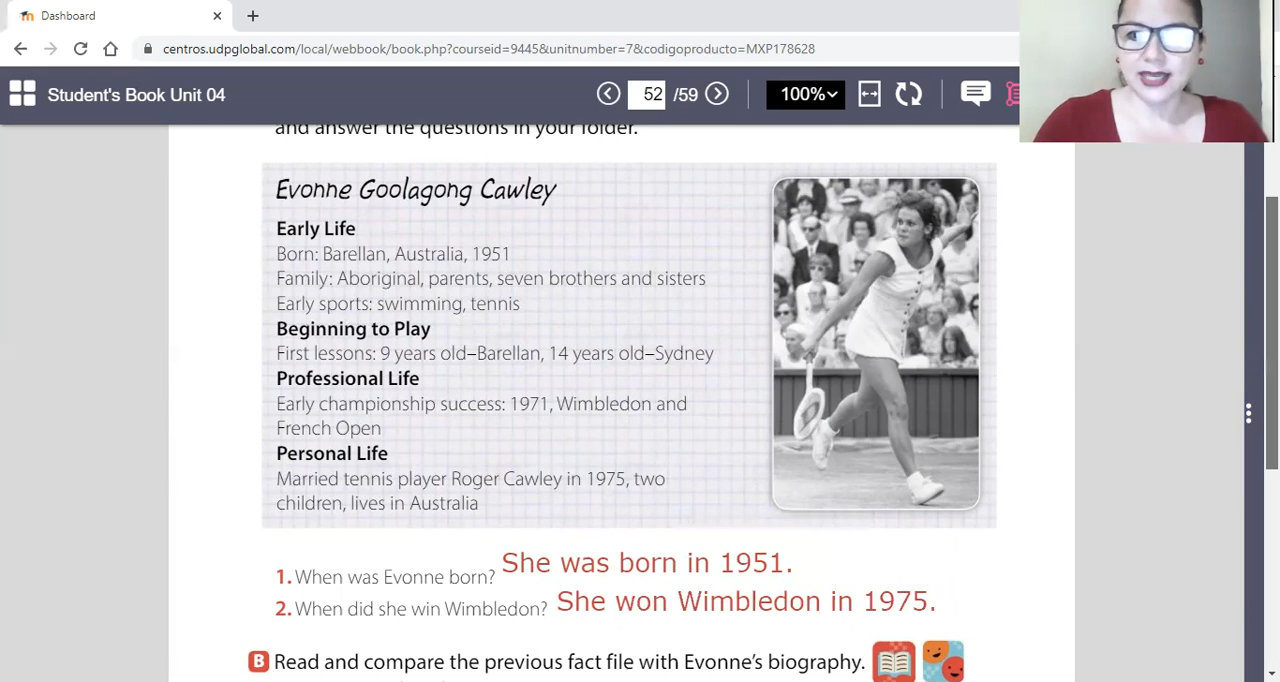 Dashboard
centros.udpglobal.com/local/webbook/book.php?courseid=9445&unitnumber=7&codigoproducto=MXP178628
Student's Book Unit 04
52 /59
100%
and answer the questions in your folder.
Evonne Goolagong Cawley
Early Life
Born: Barellan, Australia, 1951
Family: Aboriginal, parents, seven brothers and sisters
Early sports: swimming, tennis
Beginning to Play
First lessons: 9 years old–Barellan, 14 years old–Sydney
Professional Life
Early championship success: 1971, Wimbledon and
French Open
Personal Life
Married tennis player Roger Cawley in 1975, two
children, lives in Australia
1. When was Evonne born? She was born in 1951.
2. When did she win Wimbledon? She won Wimbledon in 1975.
B Read and compare the previous fact file with Evonne's biography.